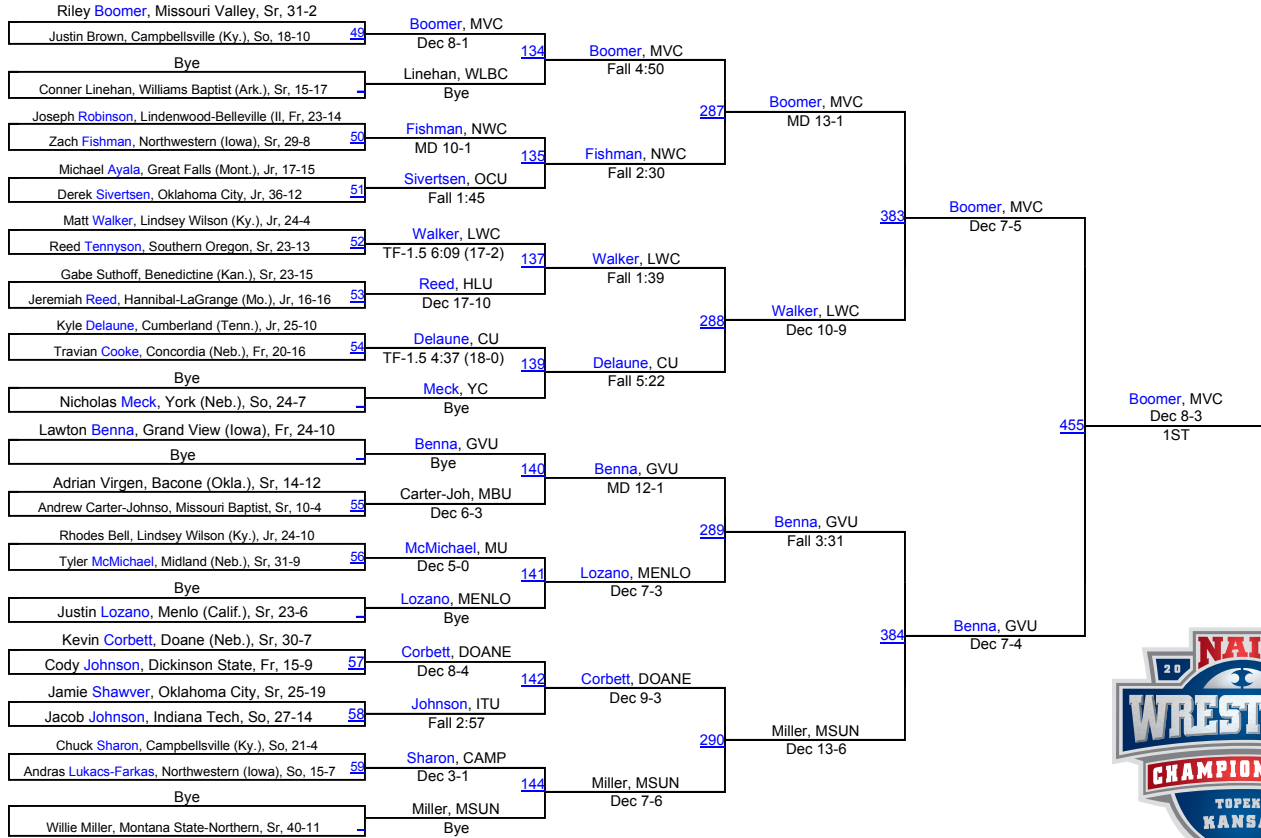 Riley Boomer, Missouri Valley, Sr, 31-2
Justin Brown, Campbellsville (Ky.), So, 18-10
49
Bye
Conner Linehan, Williams Baptist (Ark.), Sr, 15-17
Joseph Robinson, Lindenwood-Belleville (Il, Fr, 23-14
Zach Fishman, Northwestern (Iowa), Sr, 29-8
50
Michael Ayala, Great Falls (Mont.), Jr, 17-15
Derek Sivertsen, Oklahoma City, Jr, 36-12
51
Matt Walker, Lindsey Wilson (Ky.), Jr, 24-4
Reed Tennyson, Southern Oregon, Sr, 23-13
52
Gabe Suthoff, Benedictine (Kan.), Sr, 23-15
Jeremiah Reed, Hannibal-LaGrange (Mo.), Jr, 16-16
53
Kyle Delaune, Cumberland (Tenn.), Jr, 25-10
Travian Cooke, Concordia (Neb.), Fr, 20-16
54
Bye
Nicholas Meck, York (Neb.), So, 24-7
Lawton Benna, Grand View (Iowa), Fr, 24-10
Bye
Adrian Virgen, Bacone (Okla.), Sr, 14-12
Andrew Carter-Johnso, Missouri Baptist, Sr, 10-4
55
Rhodes Bell, Lindsey Wilson (Ky.), Jr, 24-10
Tyler McMichael, Midland (Neb.), Sr, 31-9
56
Bye
Justin Lozano, Menlo (Calif.), Sr, 23-6
Kevin Corbett, Doane (Neb.), Sr, 30-7
Cody Johnson, Dickinson State, Fr, 15-9
57
Jamie Shawver, Oklahoma City, Sr, 25-19
Jacob Johnson, Indiana Tech, So, 27-14
58
Chuck Sharon, Campbellsville (Ky.), So, 21-4
Andras Lukacs-Farkas, Northwestern (Iowa), So, 15-7
59
Bye
Willie Miller, Montana State-Northern, Sr, 40-11
Boomer, MVC
Dec 8-1
134
Linehan, WLBC
Bye
Fishman, NWC
MD 10-1
135
Sivertsen, OCU
Fall 1:45
Walker, LWC
TF-1.5 6:09 (17-2)
137
Reed, HLU
Dec 17-10
Delaune, CU
TF-1.5 4:37 (18-0)
139
Meck, YC
Bye
Benna, GVU
Bye
140
Carter-Joh, MBU
Dec 6-3
McMichael, MU
Dec 5-0
141
Lozano, MENLO
Bye
Corbett, DOANE
Dec 8-4
142
Johnson, ITU
Fall 2:57
Sharon, CAMP
Dec 3-1
144
Miller, MSUN
Bye
Boomer, MVC
Fall 4:50
287
Fishman, NWC
Fall 2:30
Walker, LWC
Fall 1:39
288
Delaune, CU
Fall 5:22
Benna, GVU
MD 12-1
289
Lozano, MENLO
Dec 7-3
Corbett, DOANE
Dec 9-3
290
Miller, MSUN
Dec 7-6
Boomer, MVC
MD 13-1
383
Walker, LWC
Dec 10-9
Benna, GVU
Fall 3:31
384
Miller, MSUN
Dec 13-6
Boomer, MVC
Dec 7-5
455
Benna, GVU
Dec 7-4
Boomer, MVC
Dec 8-3
1ST
20
NAI
WREST
CHAMPION
TOPEK
KANSA